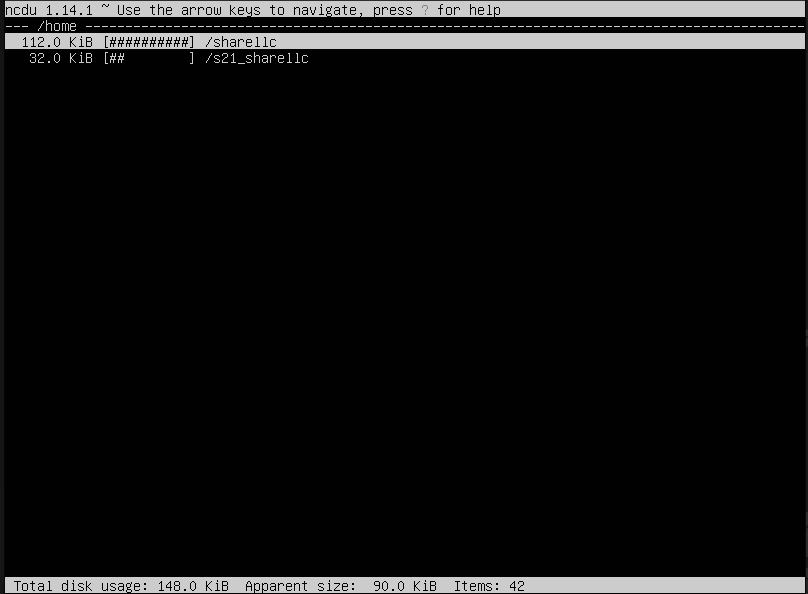 ncdu 1.14.1 ~ Use the arrow keys to navigate, press ? for help
--- /home ------------------------------------------------------------------------------------------
112.0 KiB [##########] /sharellc
32.0 KiB [##        ] /s21_sharellc
Total disk usage: 148.0 KiB  Apparent size:  90.0 KiB  Items: 42